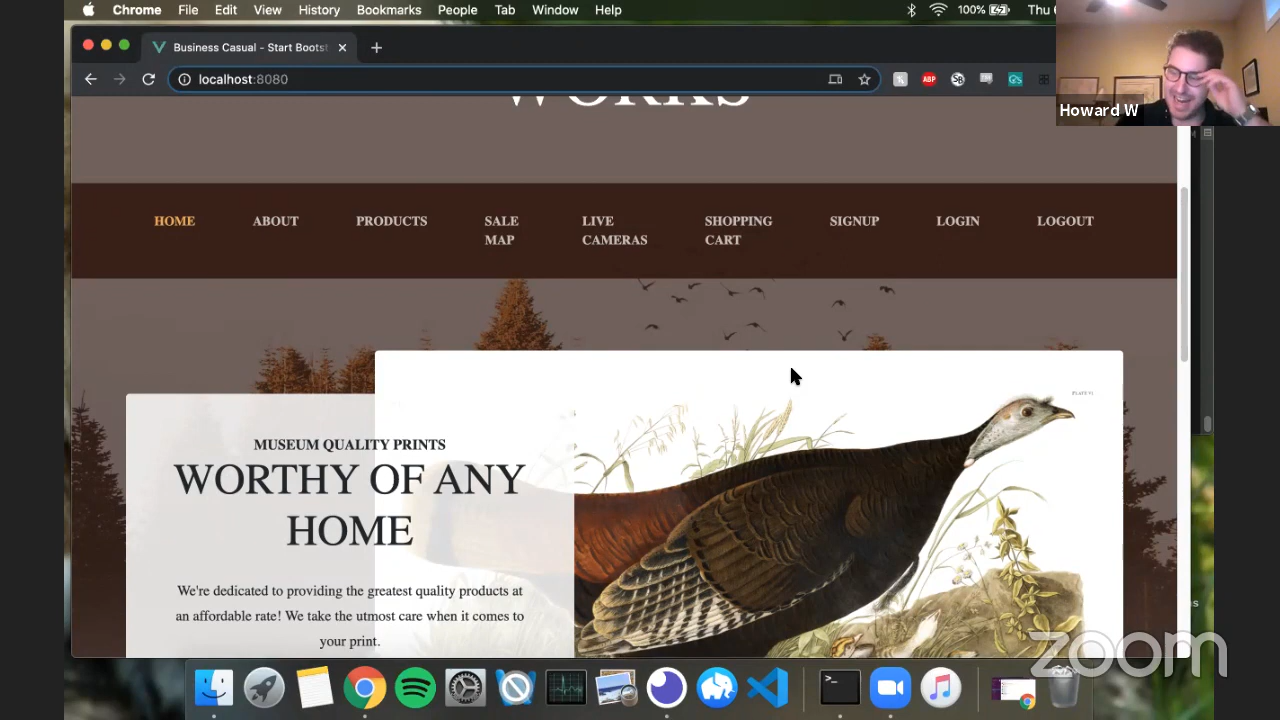 Chrome File Edit View History Bookmarks People Tab Window Help 100% Thu
Business Casual - Start Bootst
localhost:8080
ABP
Howard W
WORKS
HOME ABOUT PRODUCTS SALE MAP LIVE CAMERAS SHOPPING CART SIGNUP LOGIN LOGOUT
MUSEUM QUALITY PRINTS
WORTHY OF ANY
HOME
We're dedicated to providing the greatest quality products at
an affordable rate! We take the utmost care when it comes to
your print.
zoom